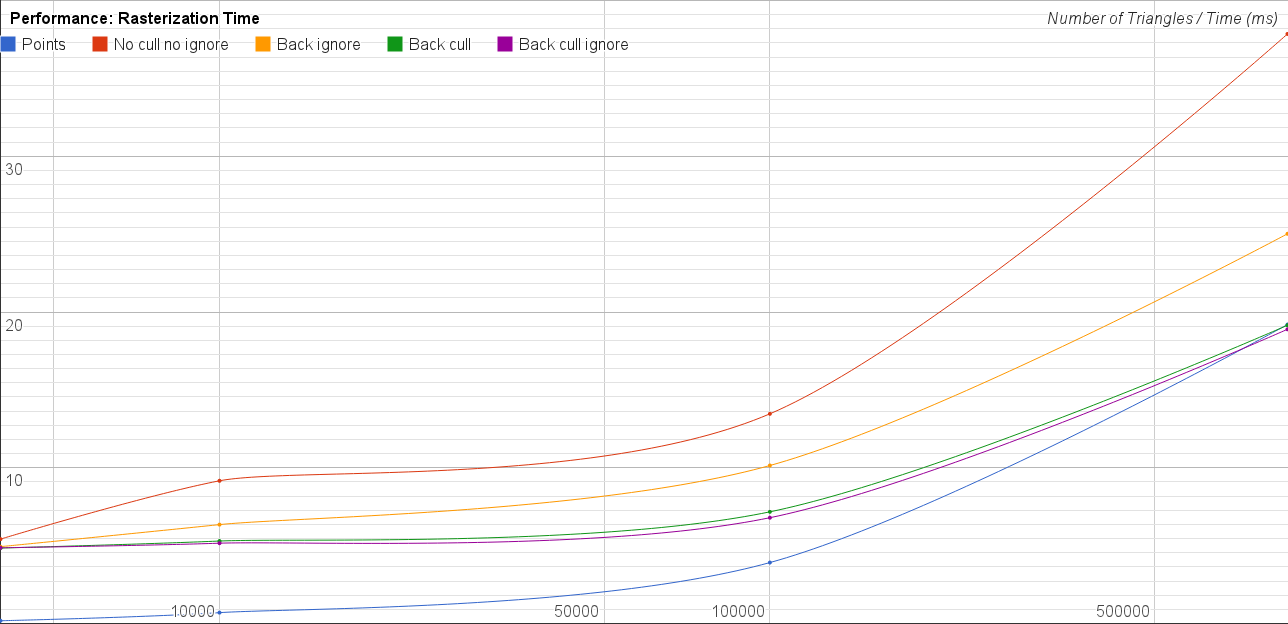 Performance: Rasterization Time
Number of Triangles / Time (ms)
Points No cull no ignore Back ignore Back cull Back cull ignore
30
20
10
10000 50000 100000 500000